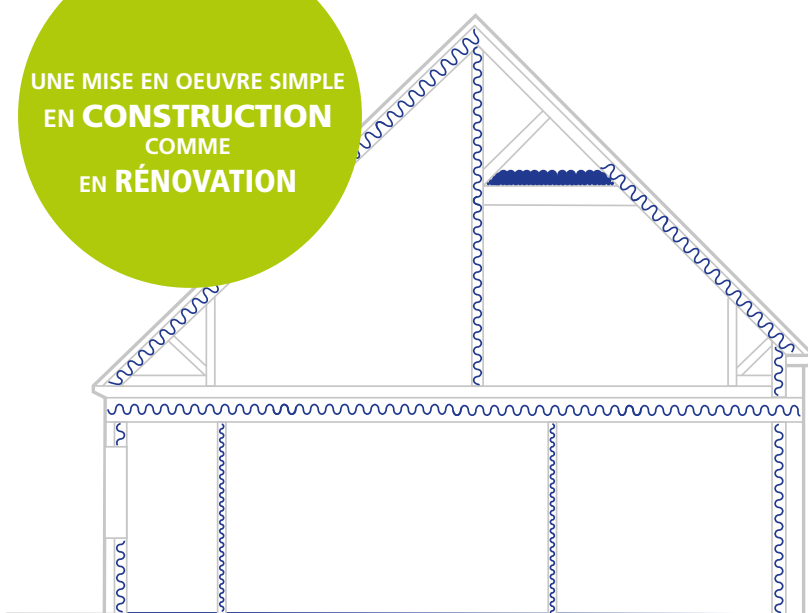 UNE MISE EN OEUVRE SIMPLE
EN CONSTRUCTION
COMME
EN RÉNOVATION